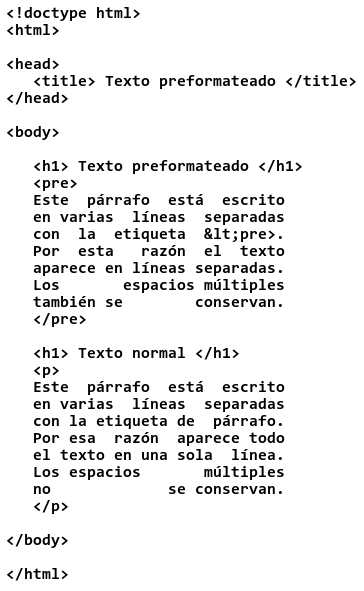 <!doctype html>
<html>

<head>
   <title> Texto preformateado </title>
</head>

<body>

   <h1> Texto preformateado </h1>
   <pre>
   Este  párrafo  está  escrito
   en varias  líneas  separadas
   con  la  etiqueta  &lt;pre>.
   Por  esta   razón  el  texto
   aparece en líneas separadas.
   Los       espacios múltiples
   también se        conservan.
   </pre>

   <h1> Texto normal </h1>
   <p>
   Este  párrafo  está  escrito
   en varias  líneas  separadas
   con la etiqueta de  párrafo.
   Por esa  razón  aparece todo
   el texto en una sola  línea.
   Los espacios       múltiples
   no             se conservan.
   </p>

</body>

</html>